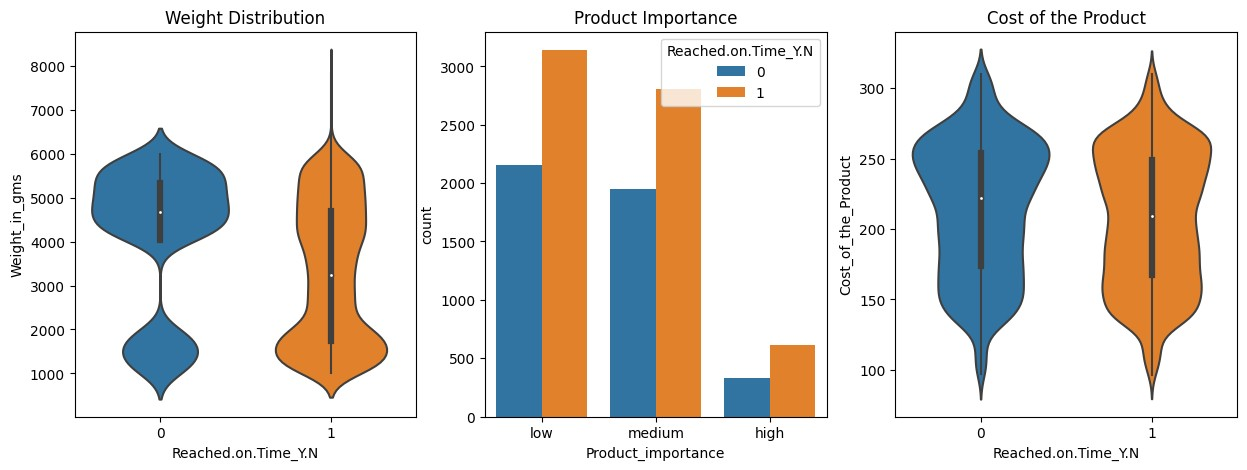 Weight Distribution
Weight_in_gms
8000
7000
6000
5000
4000
3000
2000
1000
0
1
Reached.on.Time_Y.N
Product Importance
count
3000
2500
2000
1500
1000
500
0
Reached.on.Time_Y.N
0
1
low
medium
high
Product_importance
Cost of the Product
Cost_of_the_Product
300
250
200
150
100
0
1
Reached.on.Time_Y.N